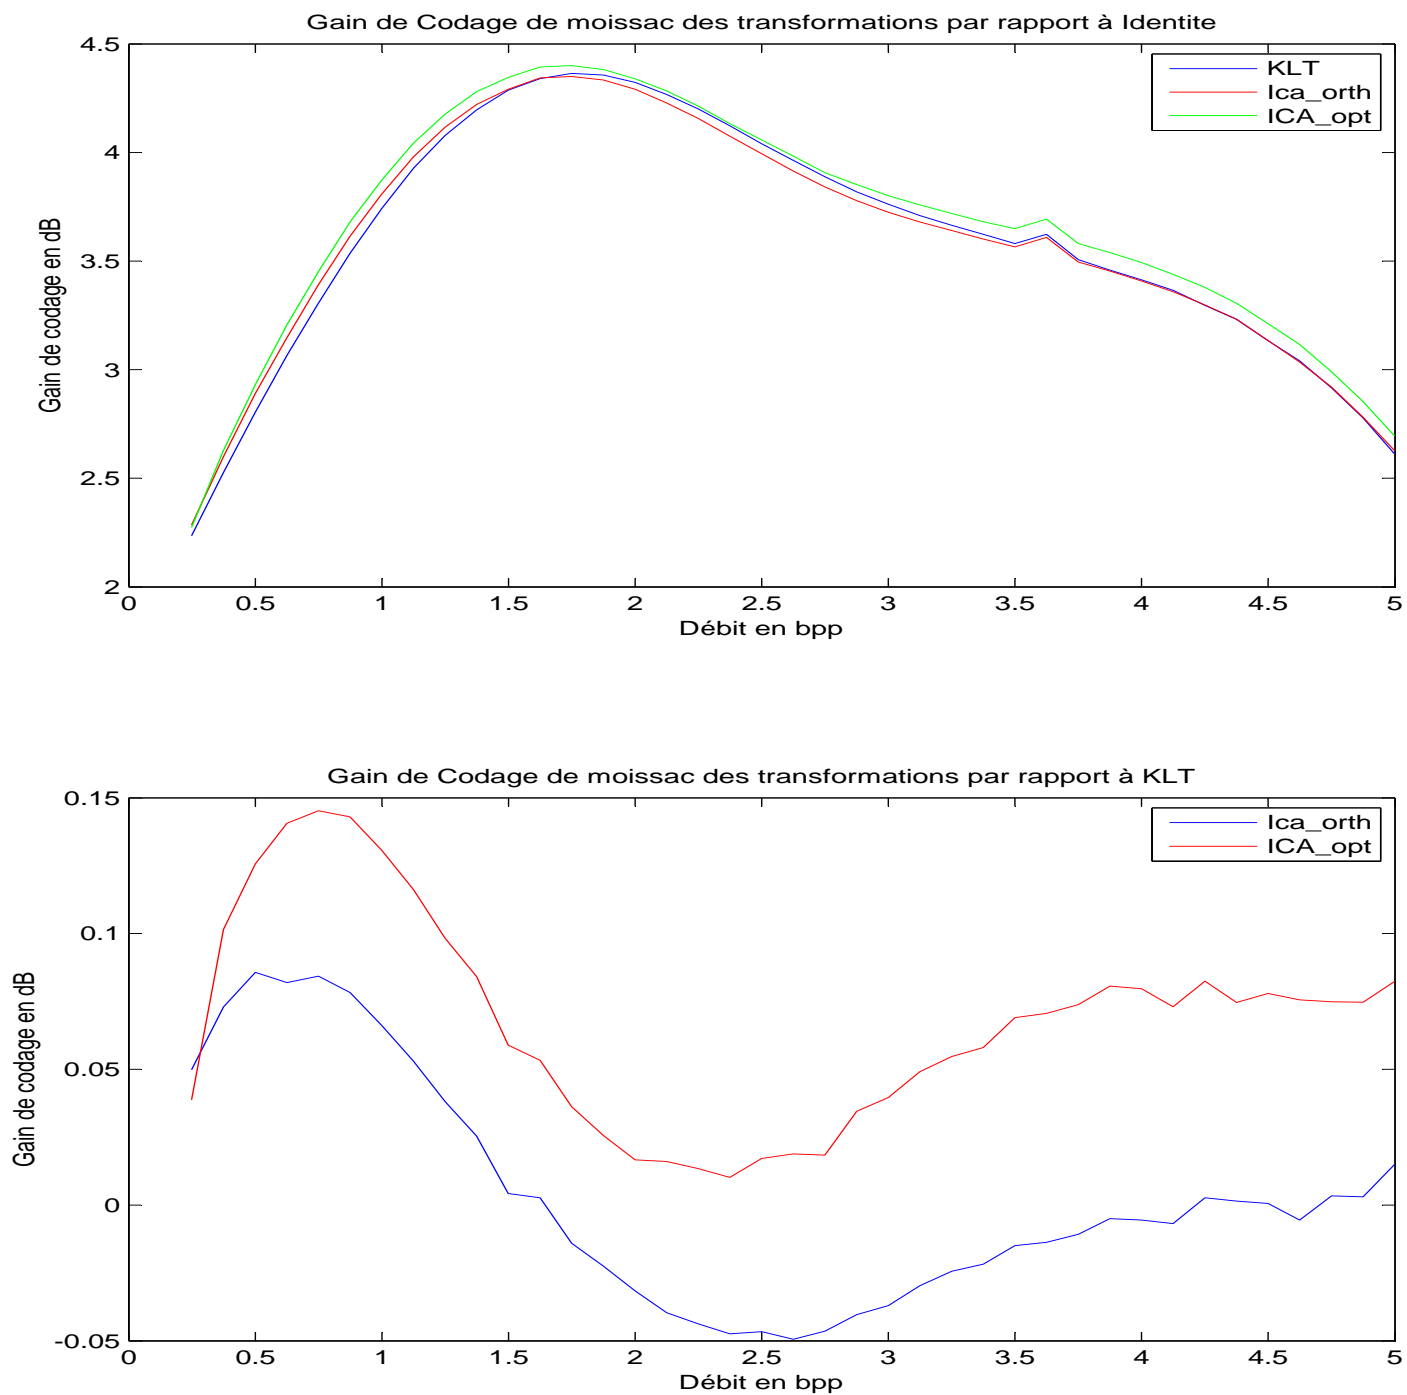 Gain de Codage de moissac des transformations par rapport à Identite
4.5
4
3.5
3
2.5
2
Gain de codage en dB
KLT
Ica_orth
ICA_opt
0 0.5 1 1.5 2 2.5 3 3.5 4 4.5 5
Débit en bpp
Gain de Codage de moissac des transformations par rapport à KLT
0.15
0.1
0.05
0
-0.05
Gain de codage en dB
Ica_orth
ICA_opt
0 0.5 1 1.5 2 2.5 3 3.5 4 4.5 5
Débit en bpp